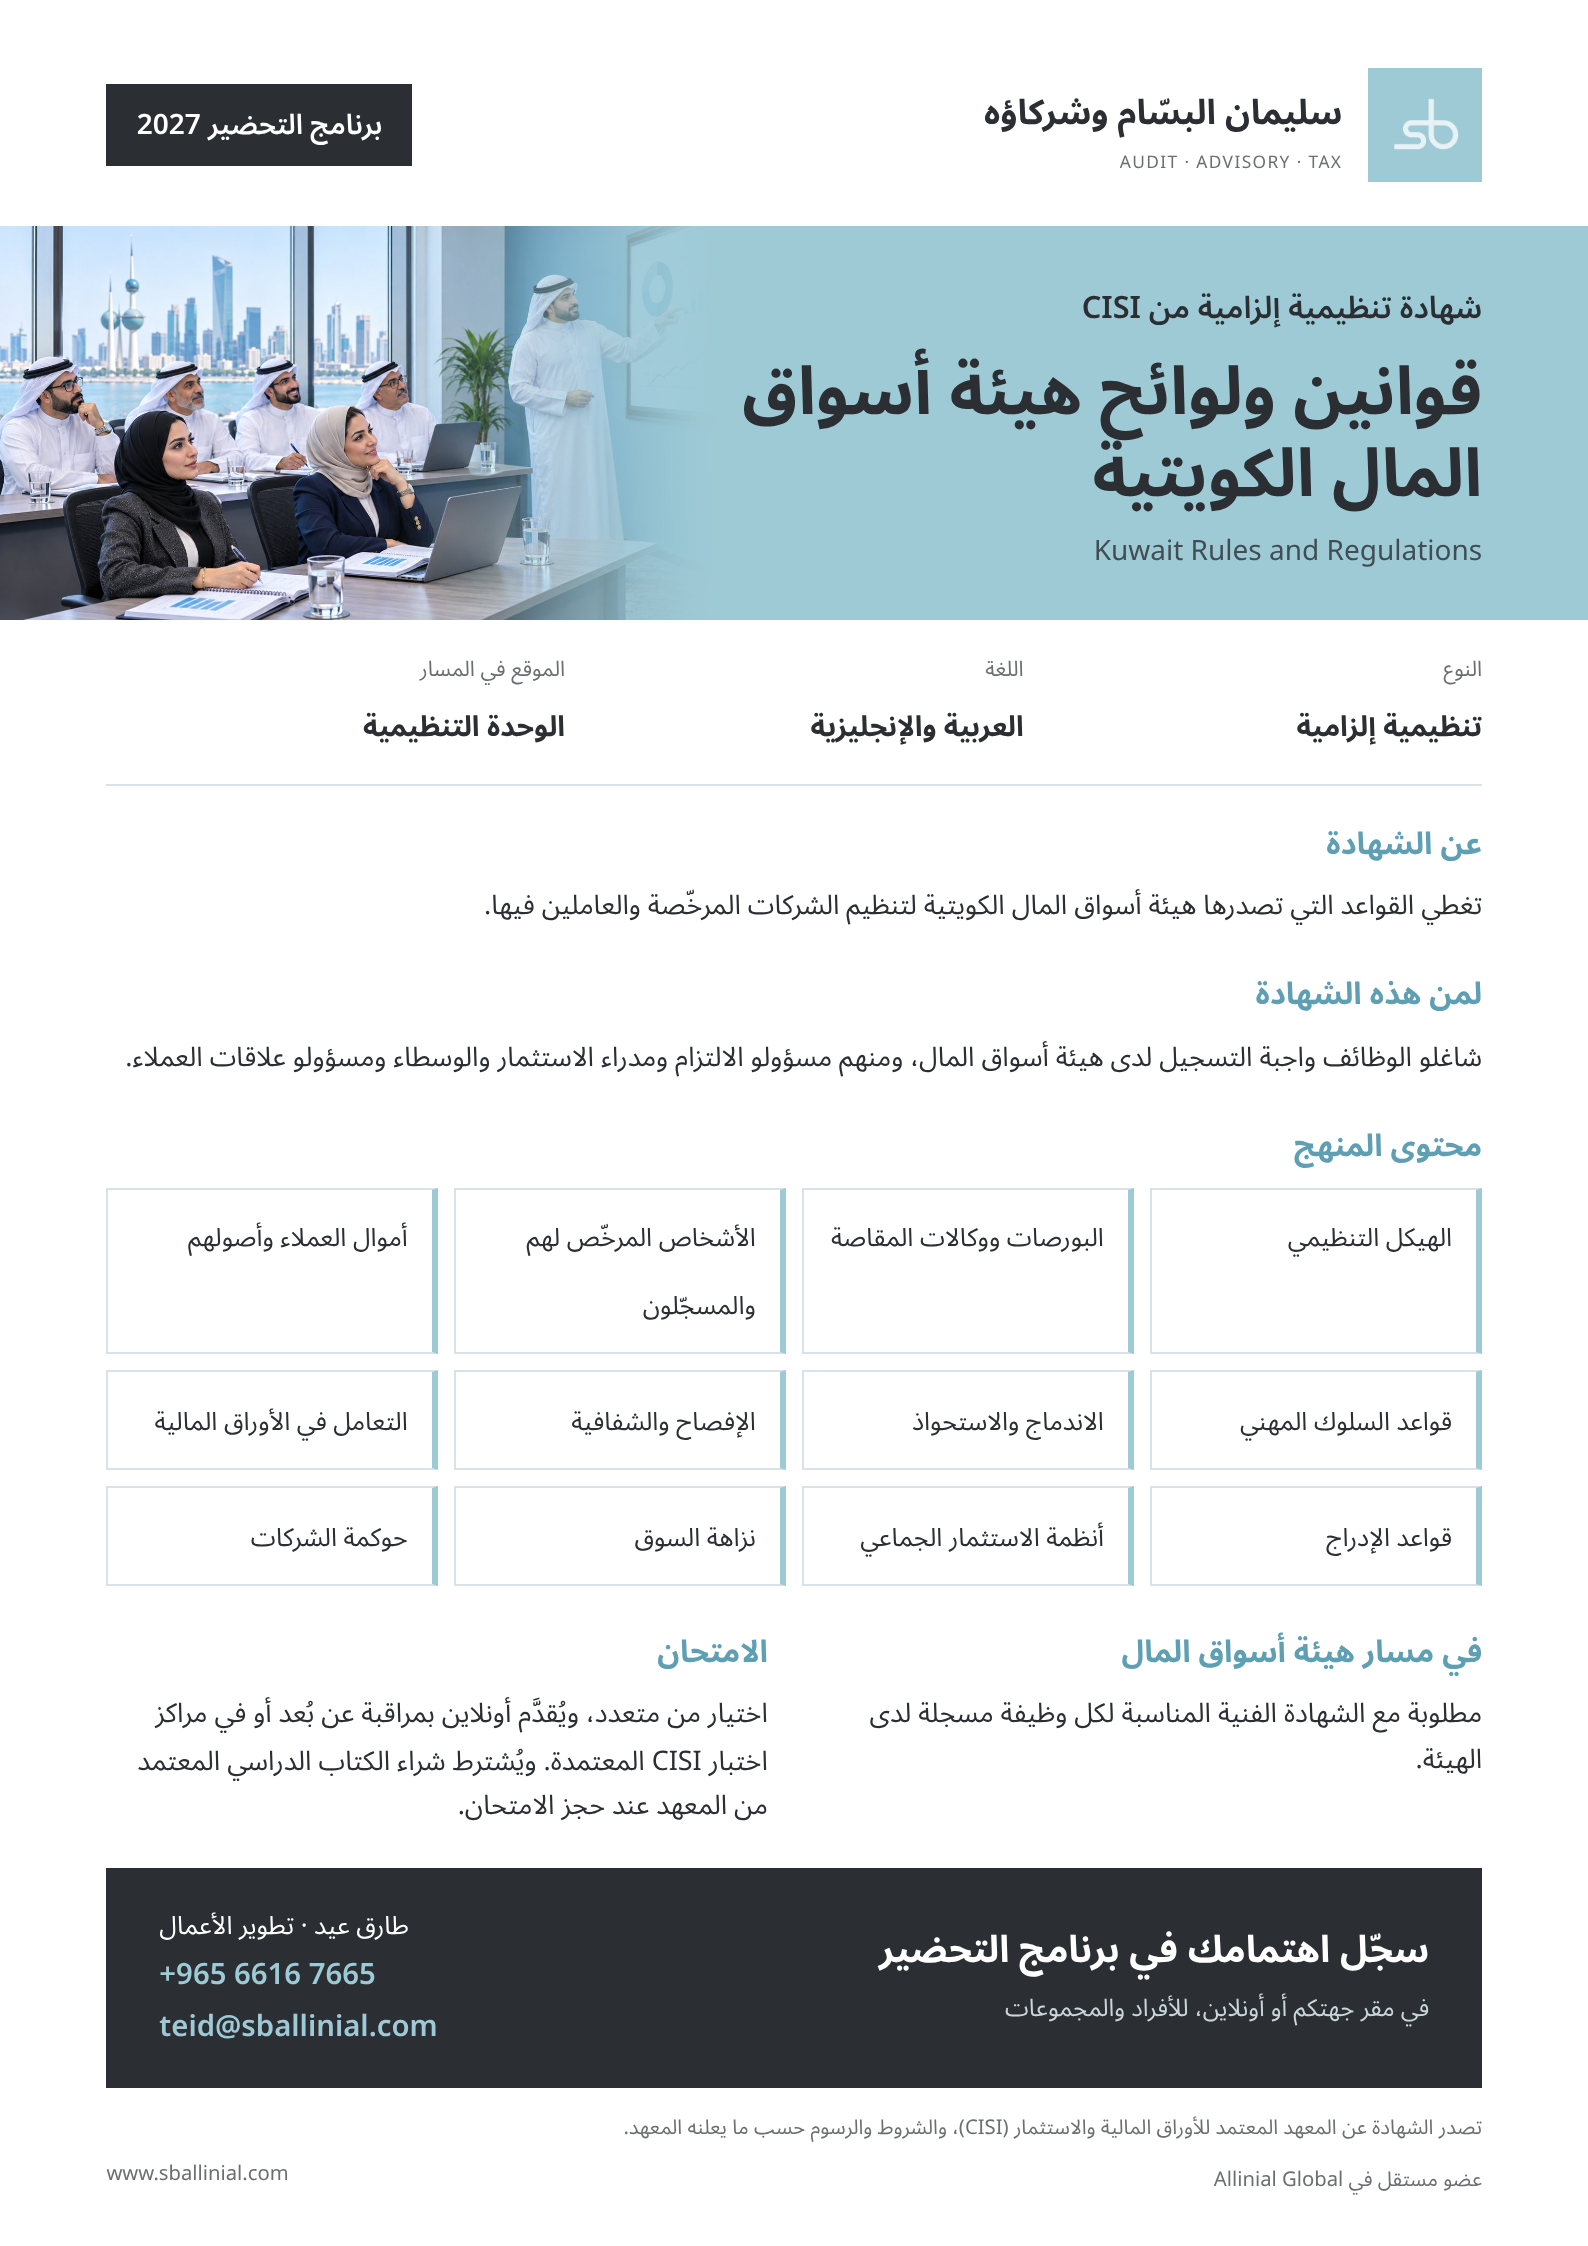 sb
سليمان البسّام وشركاؤه
AUDIT · ADVISORY · TAX
برنامج التحضير 2027
شهادة تنظيمية إلزامية من CISI
قوانين ولوائح هيئة أسواق
المال الكويتية
Kuwait Rules and Regulations
النوع
تنظيمية إلزامية
اللغة
العربية والإنجليزية
الموقع في المسار
الوحدة التنظيمية
عن الشهادة
تغطي القواعد التي تصدرها هيئة أسواق المال الكويتية لتنظيم الشركات المرخّصة والعاملين فيها.
لمن هذه الشهادة
شاغلو الوظائف واجبة التسجيل لدى هيئة أسواق المال، ومنهم مسؤولو الالتزام ومدراء الاستثمار والوسطاء ومسؤولو علاقات العملاء.
محتوى المنهج
الهيكل التنظيمي
البورصات ووكالات المقاصة
الأشخاص المرخّص لهم
والمسجّلون
أموال العملاء وأصولهم
قواعد السلوك المهني
الاندماج والاستحواذ
الإفصاح والشفافية
التعامل في الأوراق المالية
قواعد الإدراج
أنظمة الاستثمار الجماعي
نزاهة السوق
حوكمة الشركات
في مسار هيئة أسواق المال
مطلوبة مع الشهادة الفنية المناسبة لكل وظيفة مسجلة لدى
الهيئة.
الامتحان
اختيار من متعدد، ويُقدَّم أونلاين بمراقبة عن بُعد أو في مراكز
اختبار CISI المعتمدة. ويُشترط شراء الكتاب الدراسي المعتمد
من المعهد عند حجز الامتحان.
سجّل اهتمامك في برنامج التحضير
في مقر جهتكم أو أونلاين، للأفراد والمجموعات
طارق عيد · تطوير الأعمال
+965 6616 7665
teid@sballinial.com
تصدر الشهادة عن المعهد المعتمد للأوراق المالية والاستثمار (CISI)، والشروط والرسوم حسب ما يعلنه المعهد.
عضو مستقل في Allinial Global
www.sballinial.com